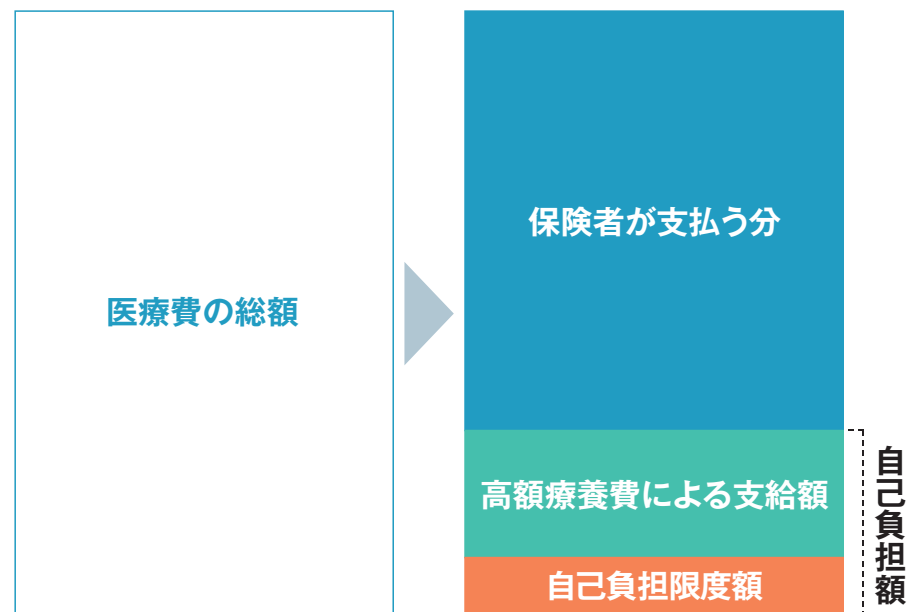 医療費の総額
保険者が支払う分
高額療養費による支給額
自己負担限度額
自己負担額